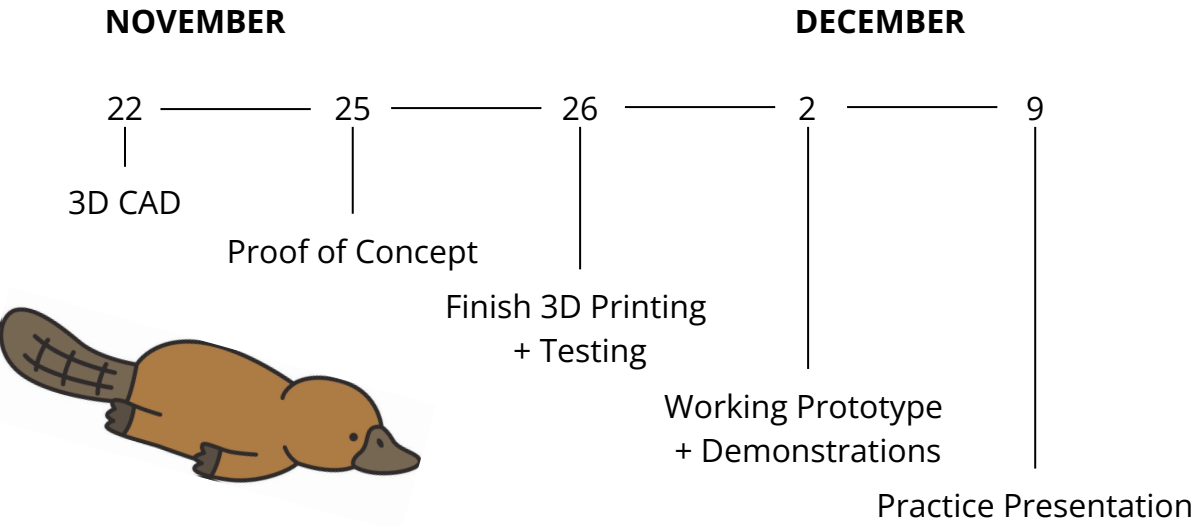 NOVEMBER
DECEMBER
22
25
26
2
9
3D CAD
Proof of Concept
Finish 3D Printing
+ Testing
Working Prototype
+ Demonstrations
Practice Presentation